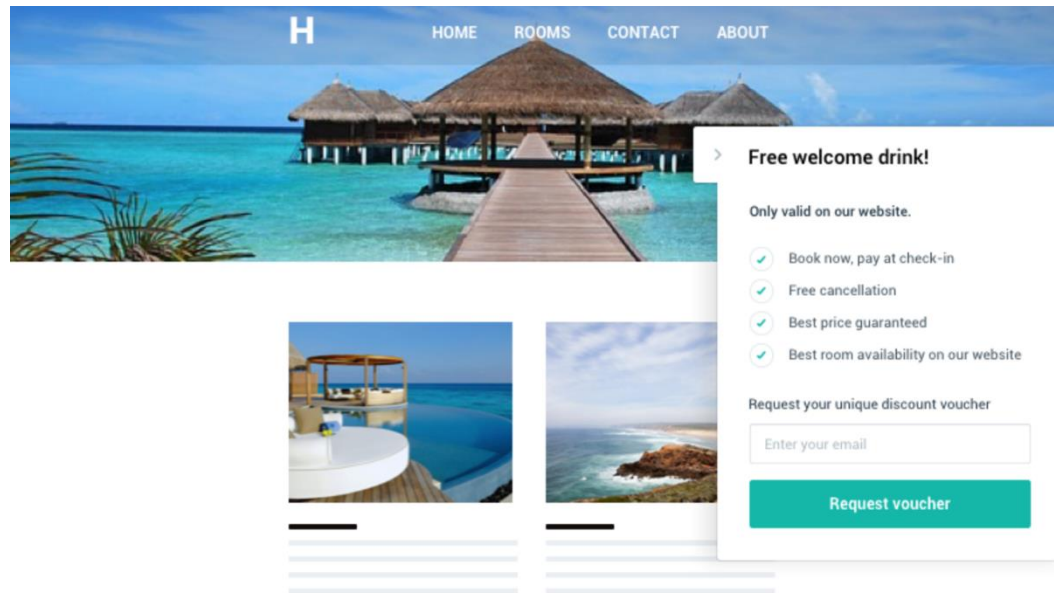 H
HOME ROOMS CONTACT ABOUT
Free welcome drink!
Only valid on our website.
Book now, pay at check-in
Free cancellation
Best price guaranteed
Best room availability on our website
Request your unique discount voucher
Enter your email
Request voucher